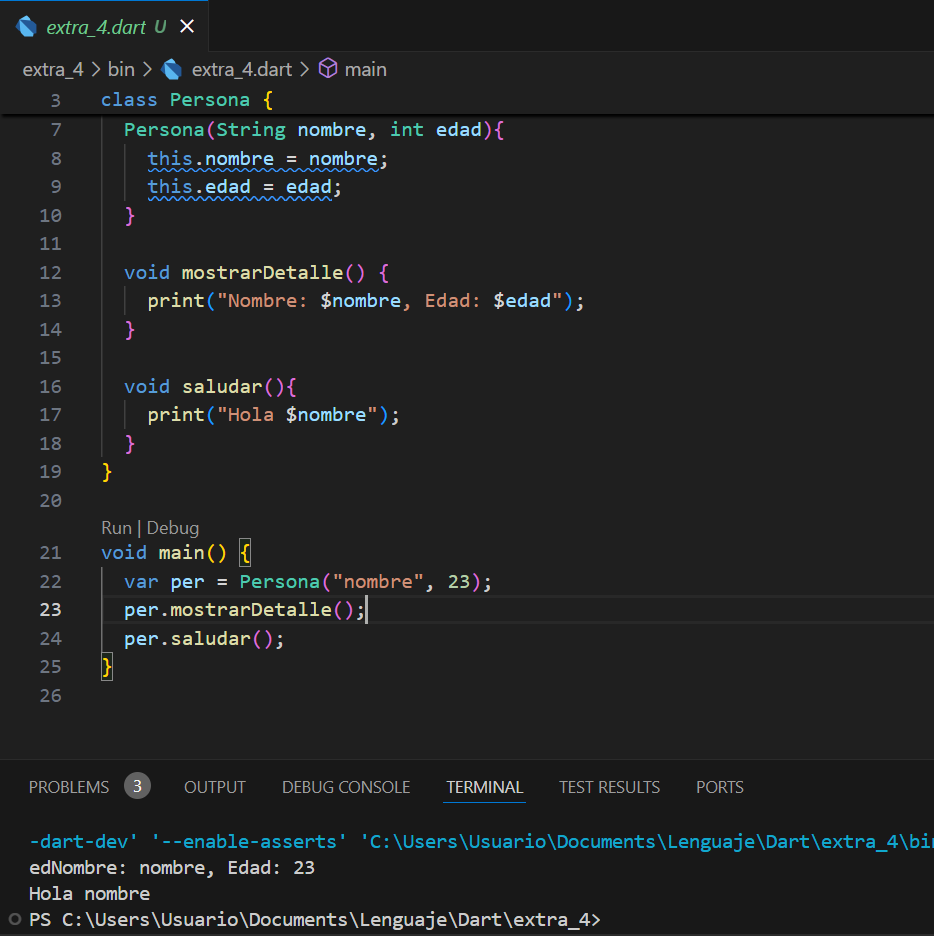 extra_4.dart U
extra_4 > bin > extra_4.dart > main
3 class Persona {
7 Persona(String nombre, int edad){
8 this.nombre = nombre;
9 this.edad = edad;
10 }
11
12 void mostrarDetalle() {
13 print("Nombre: $nombre, Edad: $edad");
14 }
15
16 void saludar(){
17 print("Hola $nombre");
18 }
19 }
20
Run | Debug
21 void main() {
22 var per = Persona("nombre", 23);
23 per.mostrarDetalle();
24 per.saludar();
25 }
26
PROBLEMS 3 OUTPUT DEBUG CONSOLE TERMINAL TEST RESULTS PORTS
-dart-dev' '--enable-asserts' 'C:\Users\Usuario\Documents\Lenguaje\Dart\extra_4\bin
edNombre: nombre, Edad: 23
Hola nombre
PS C:\Users\Usuario\Documents\Lenguaje\Dart\extra_4>